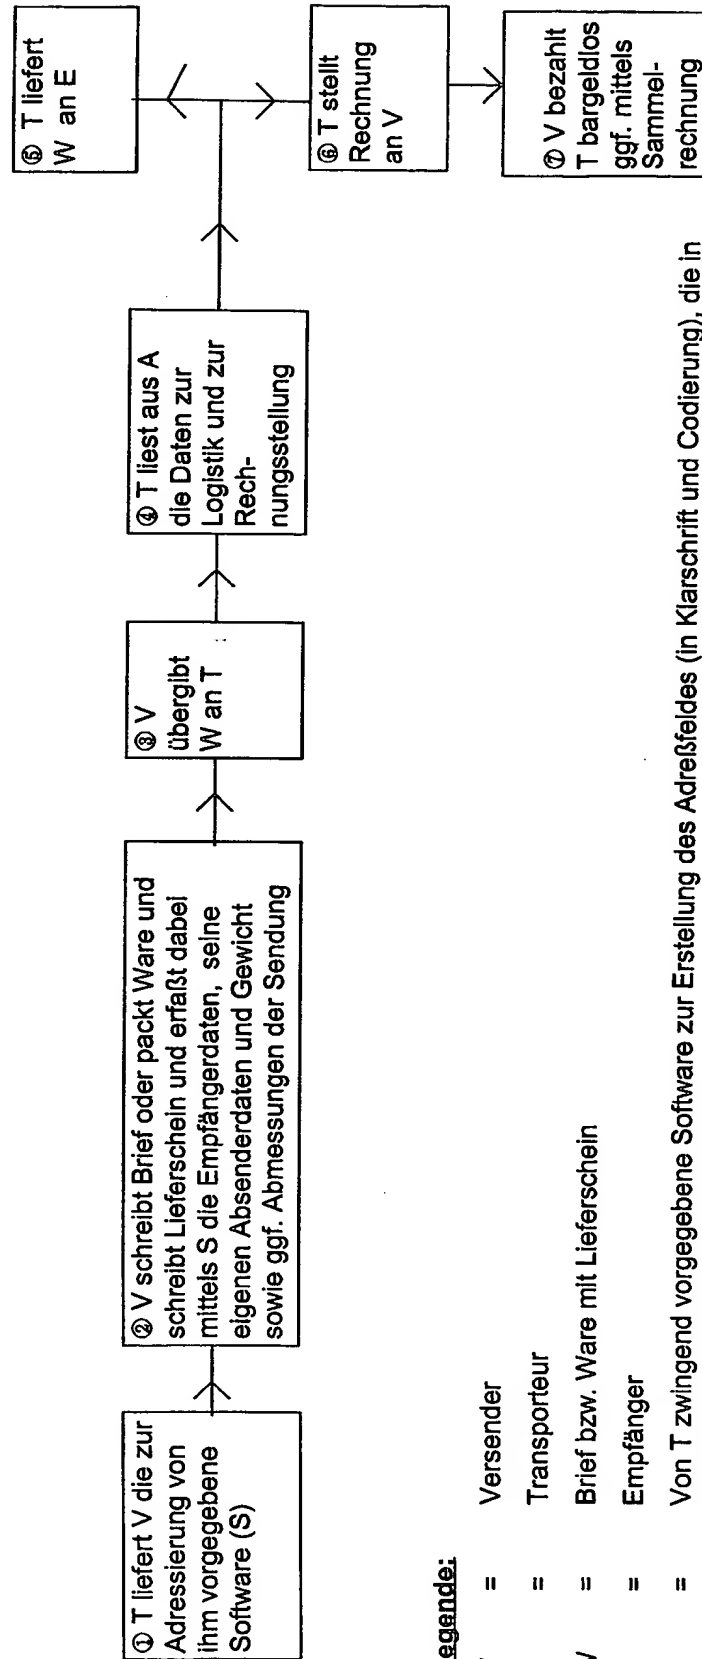 ① T liefert V die zur
Adressierung von
ihm vorgegebene
Software (S)
② V schreibt Brief oder packt Ware und
schreibt Lieferschein und erfaßt dabei
mittels S die Empfängerdaten, seine
eigenen Absenderdaten und Gewicht
sowie ggf. Abmessungen der Sendung
③ V
übergibt
W an T
④ T liest aus A
die Daten zur
Logistik und zur
Rech-
nungsstellung
⑤ T liefert
W an E
⑥ T stellt
Rechnung
an V
⑦ V bezahlt
T bargeldlos
ggf. mittels
Sammel-
rechnung
egende:
= Versender
= Transporteur
= Brief bzw. Ware mit Lieferschein
= Empfänger
= Von T zwingend vorgegebene Software zur Erstellung des Adreßfeldes (in Klarschrift und Codierung), die in